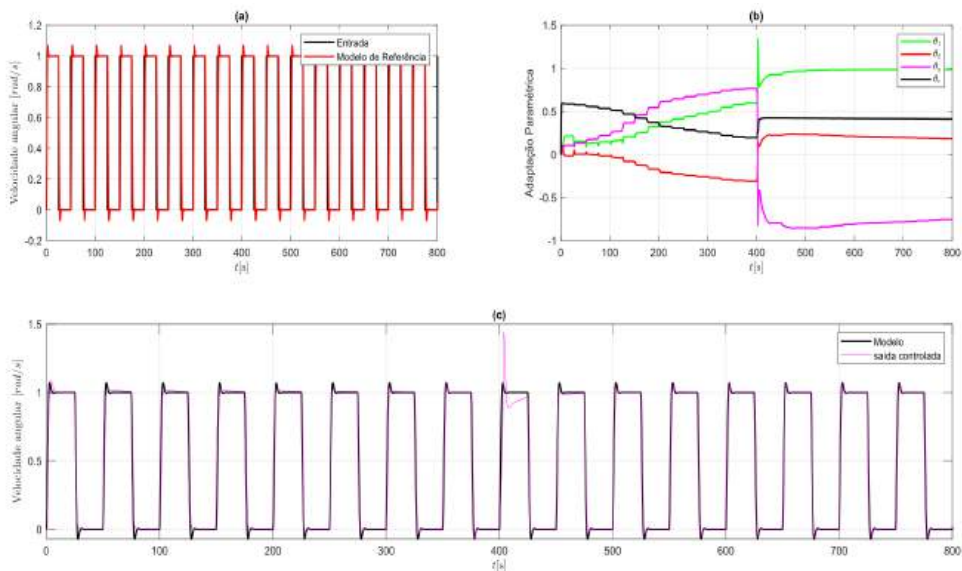 (a)
Velocidade angular [rad/s]
1.2
1
0.8
0.6
0.4
0.2
0
-0.2
0 100 200 300 400 500 600 700 800
t[s]
Entrada
Modelo de Referência
(b)
Adaptação Paramétrica
1.5
1
0.5
0
-0.5
-1
0 100 200 300 400 500 600 700 800
t[s]
(c)
Velocidade angular [rad/s]
1.5
1
0.5
0
0 100 200 300 400 500 600 700 800
t[s]
Modelo
saída controlada